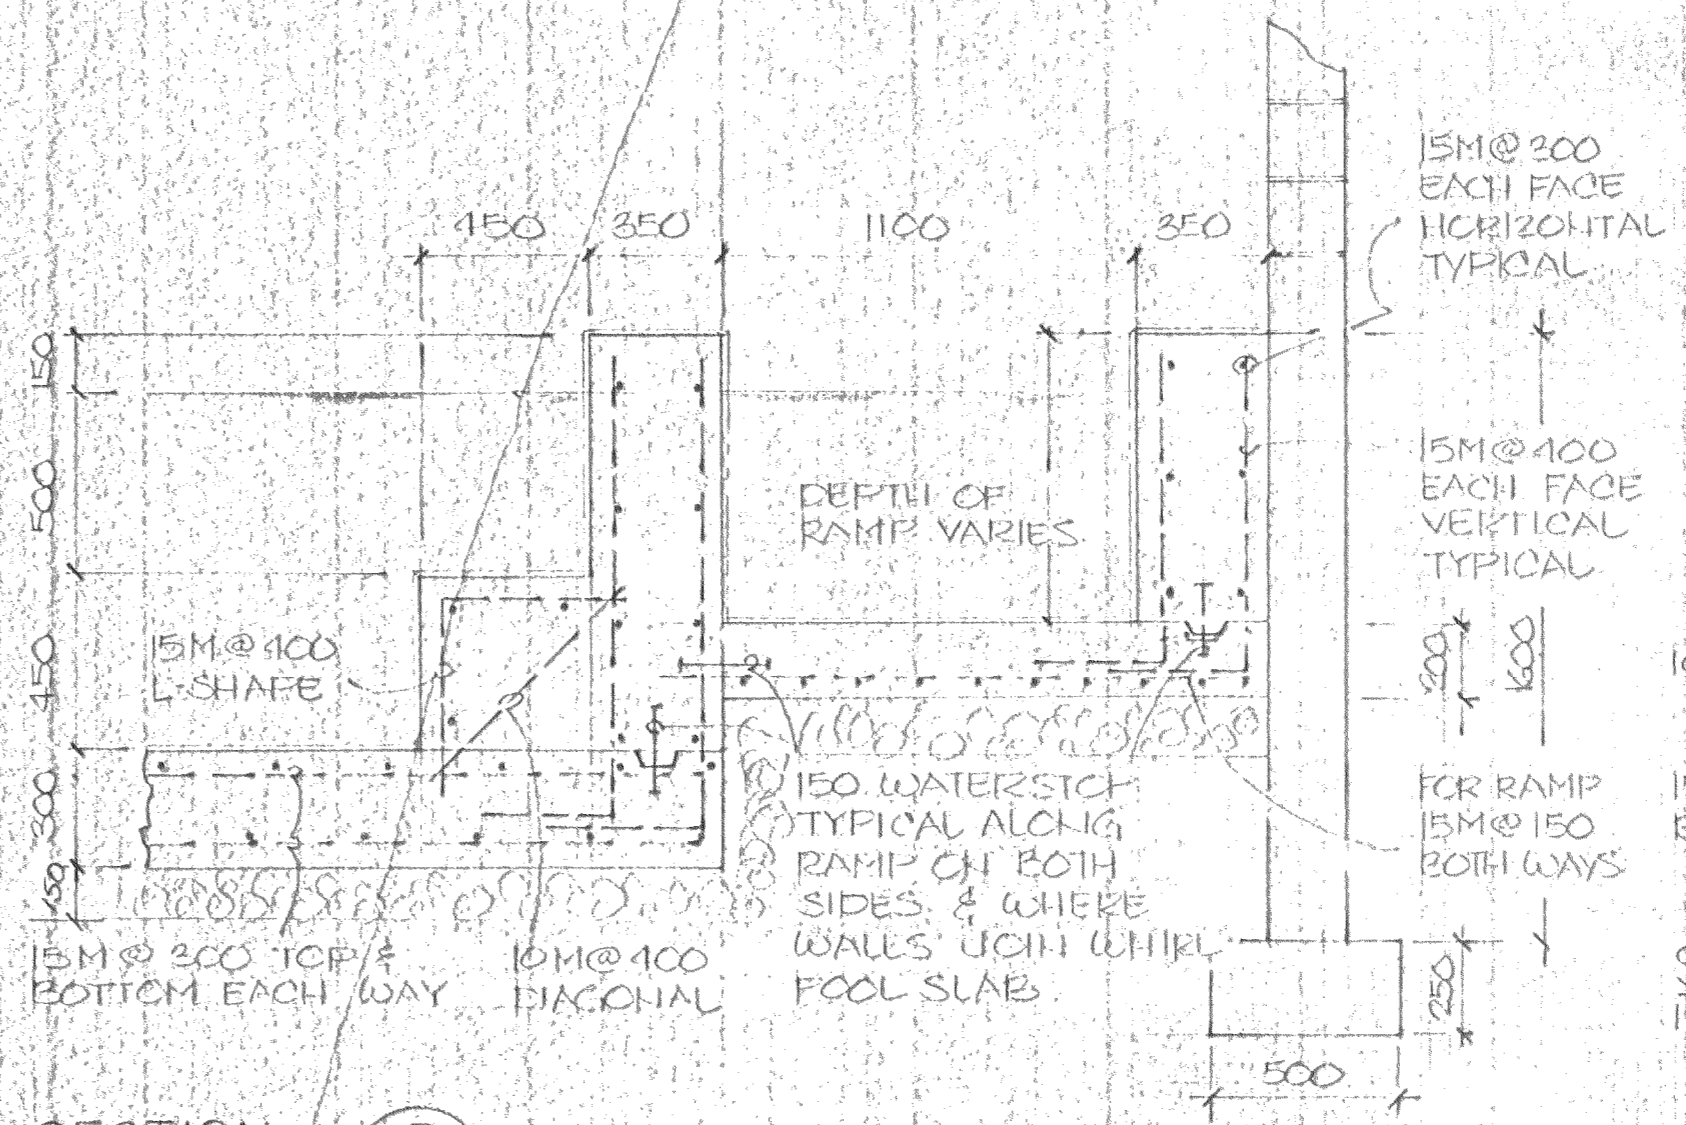 15M @ 300
EACH FACE
HORIZONTAL
TYPICAL
450
350
1100
350
150
500
450
300
150
DEPTH OF
RAMP VARIES
15M @ 400
EACH FACE
VERTICAL
TYPICAL
15M @ 400
L-SHAPE
200
600
150 WATERSTOP
TYPICAL ALONG
RAMP ON BOTH
SIDES & WHERE
WALLS JOIN WHIRL
POOL SLAB.
FOR RAMP
15M @ 150
BOTH WAYS
15M @ 300 TOP &
BOTTOM EACH WAY
10M @ 400
DIAGONAL
250
500
SECTION